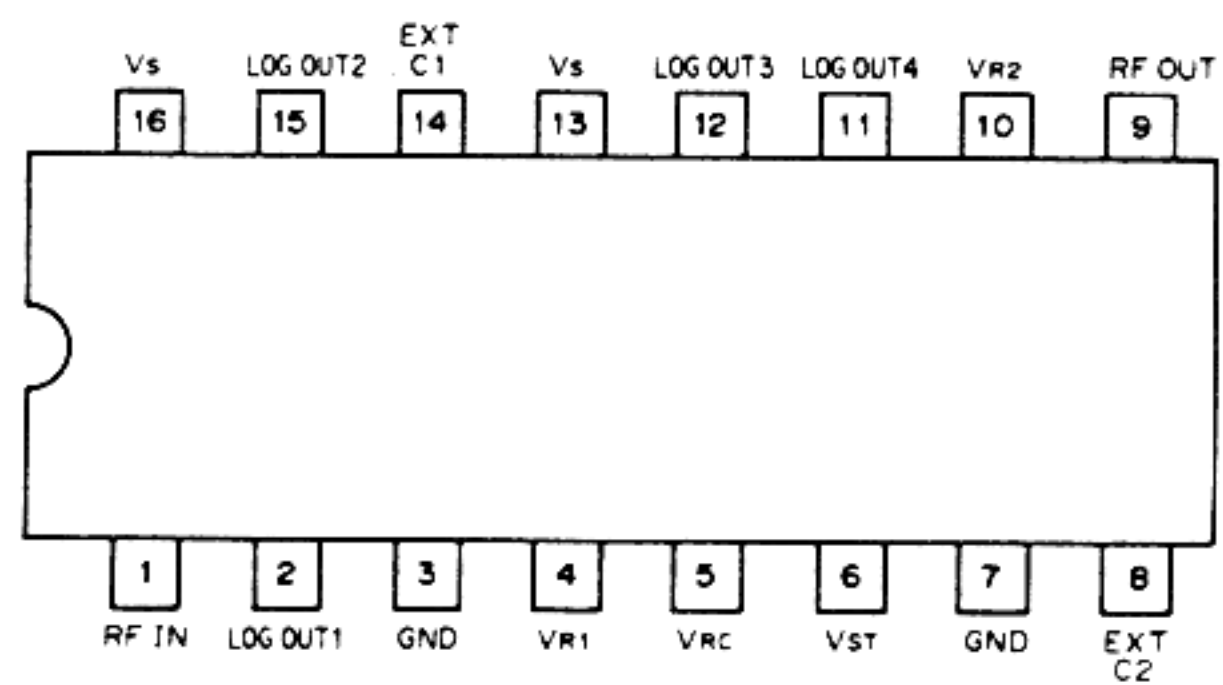 EXT
Vs LOG OUT2 C1 Vs LOG OUT3 LOG OUT4 VR2 RF OUT
16 15 14 13 12 11 10 9
1 2 3 4 5 6 7 8
RF IN LOG OUT1 GND VR1 VRC VST GND EXT
C2